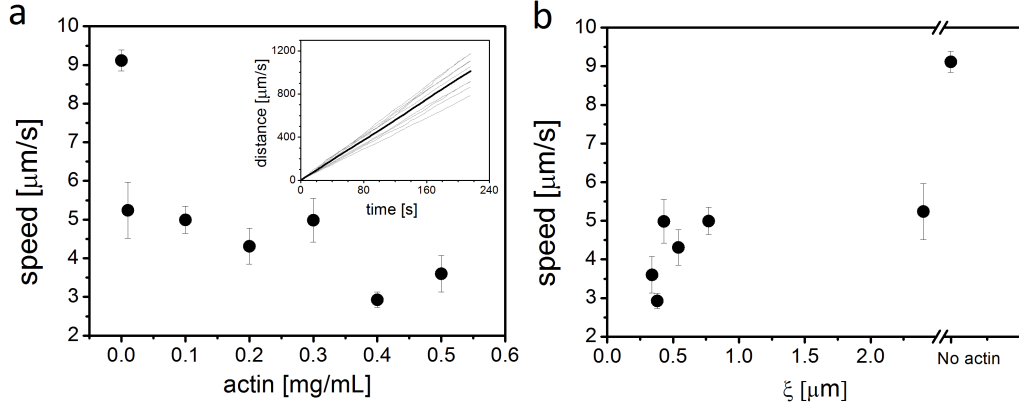 a
10
9
8
7
6
5
4
3
2
speed [μm/s]
0.0 0.1 0.2 0.3 0.4 0.5 0.6
actin [mg/mL]
1200
800
400
0
distance [μm/s]
0 80 160 240
time [s]
b
10
9
8
7
6
5
4
3
2
speed [μm/s]
0.0 0.5 1.0 1.5 2.0 No actin
ξ [μm]